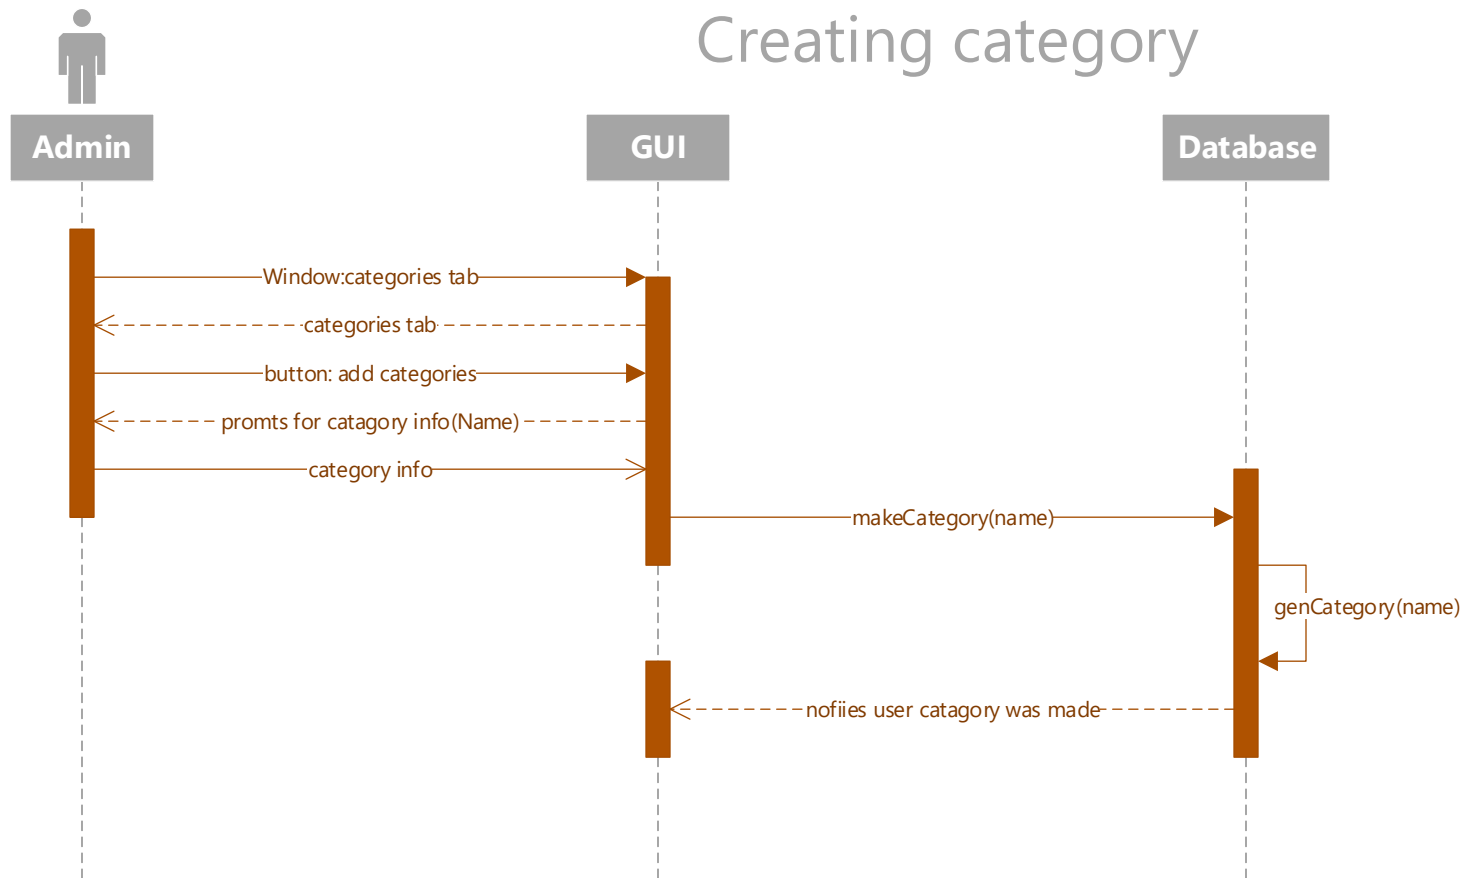 Creating category
Admin
GUI
Database
Window:categories tab
categories tab
button: add categories
promts for catagory info(Name)
category info
makeCategory(name)
genCategory(name)
nofiies user catagory was made